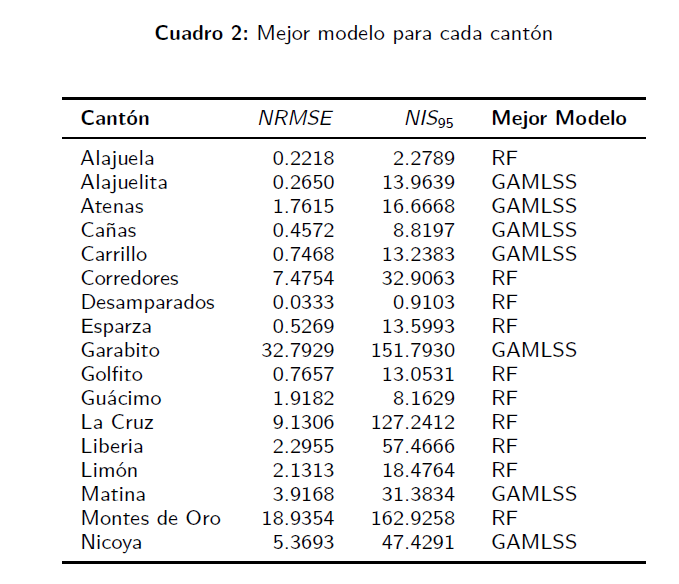 Cuadro 2: Mejor modelo para cada cantón
Cantón NRMSE NIS95 Mejor Modelo
Alajuela 0.2218 2.2789 RF
Alajuelita 0.2650 13.9639 GAMLSS
Atenas 1.7615 16.6668 GAMLSS
Cañas 0.4572 8.8197 GAMLSS
Carrillo 0.7468 13.2383 GAMLSS
Corredores 7.4754 32.9063 RF
Desamparados 0.0333 0.9103 RF
Esparza 0.5269 13.5993 RF
Garabito 32.7929 151.7930 GAMLSS
Golfito 0.7657 13.0531 RF
Guácimo 1.9182 8.1629 RF
La Cruz 9.1306 127.2412 RF
Liberia 2.2955 57.4666 RF
Limón 2.1313 18.4764 RF
Matina 3.9168 31.3834 GAMLSS
Montes de Oro 18.9354 162.9258 RF
Nicoya 5.3693 47.4291 GAMLSS